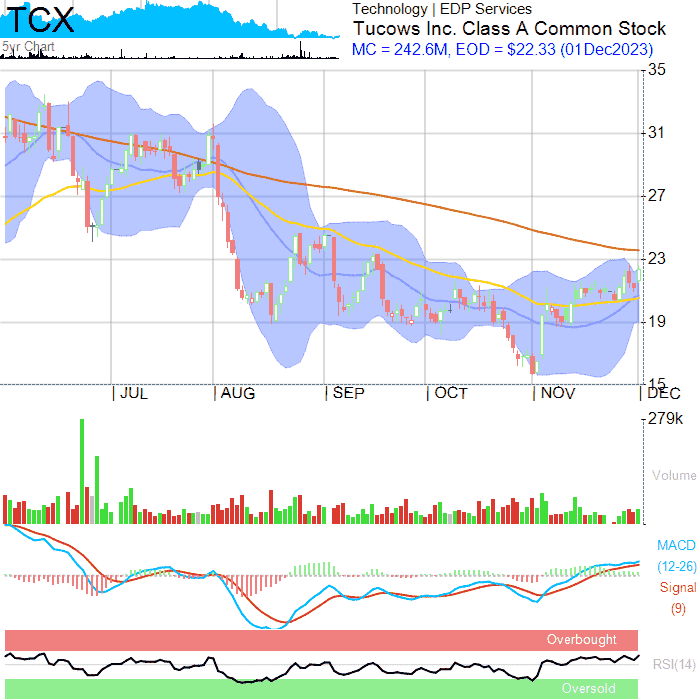 TCX
5yr Chart
Technology | EDP Services
Tucows Inc. Class A Common Stock
MC = 242.6M, EOD = $22.33 (01Dec2023)
35
31
27
23
19
15
JUL
AUG
SEP
OCT
NOV
DEC
279k
Volume
MACD
(12-26)
Signal
(9)
Overbought
RSI(14)
Oversold